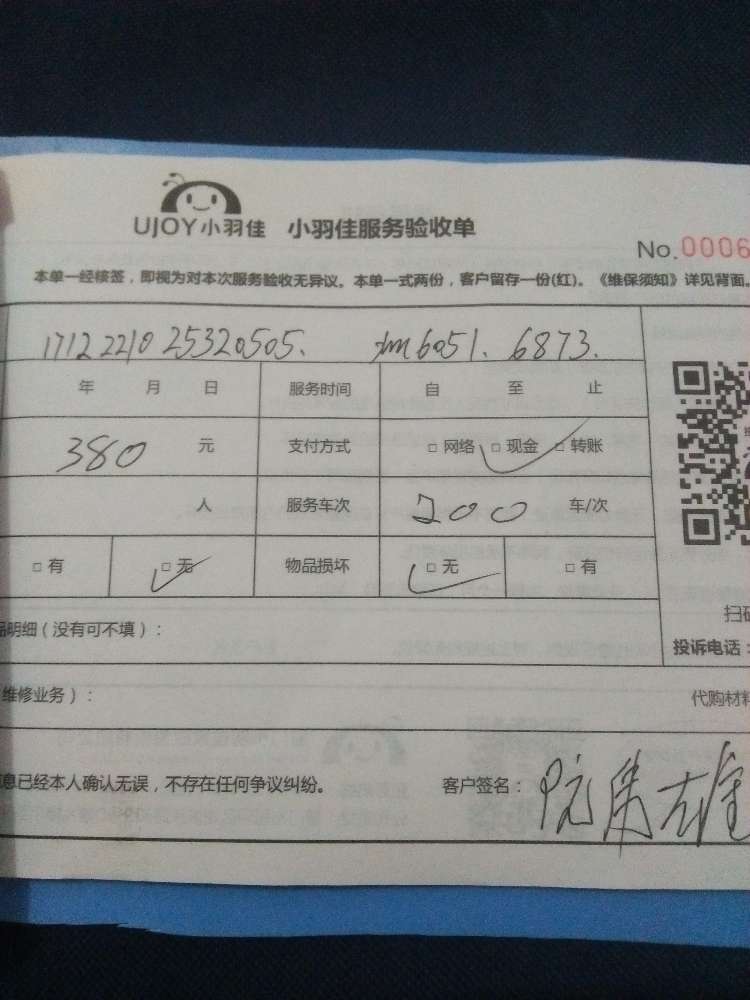 UJOY小羽佳 小羽佳服务验收单
No.0006
本单一经核签，即视为对本次服务验收无异议。本单一式两份，客户留存一份(红)。《维保须知》详见背面。
17122210 25320505. 6051. 6873.
年 月 日 服务时间 自 至 止
380 元 支付方式 □ 网络 □ 现金 □ 转账
人 服务车次 200 车/次
□ 有 □ 无 物品损坏 □ 无 □ 有
品明细（没有可不填）：
扫码
投诉电话：
维修业务）：
代购材料
息已经本人确认无误，不存在任何争议纠纷。
客户签名：